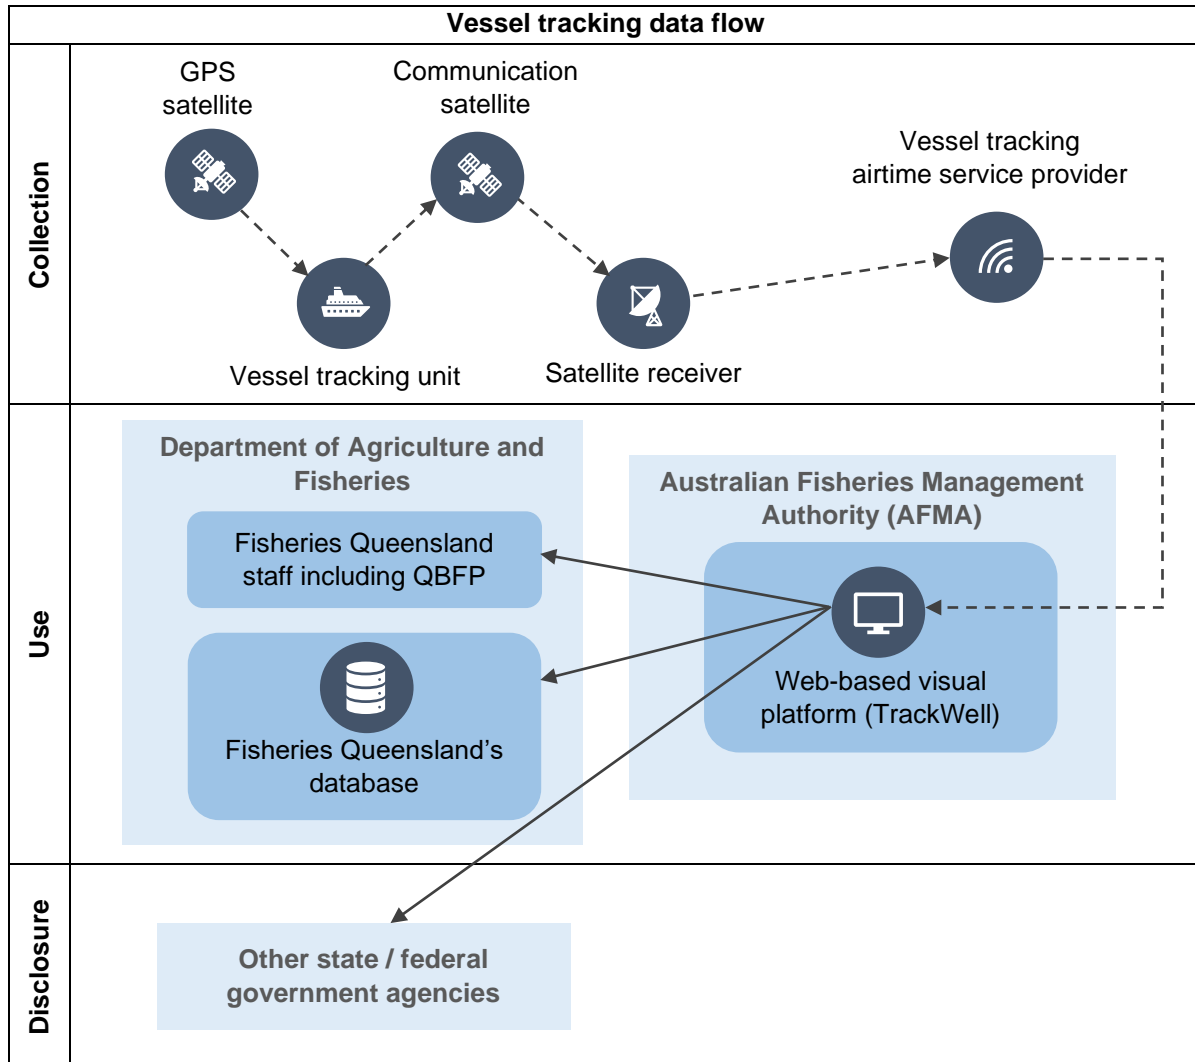 Vessel tracking data flow
Collection
GPS
satellite
Communication
satellite
Vessel tracking
airtime service provider
Vessel tracking unit
Satellite receiver
Use
Department of Agriculture and
Fisheries
Fisheries Queensland
staff including QBFP
Fisheries Queensland’s
database
Australian Fisheries Management
Authority (AFMA)
Web-based visual
platform (TrackWell)
Disclosure
Other state / federal
government agencies